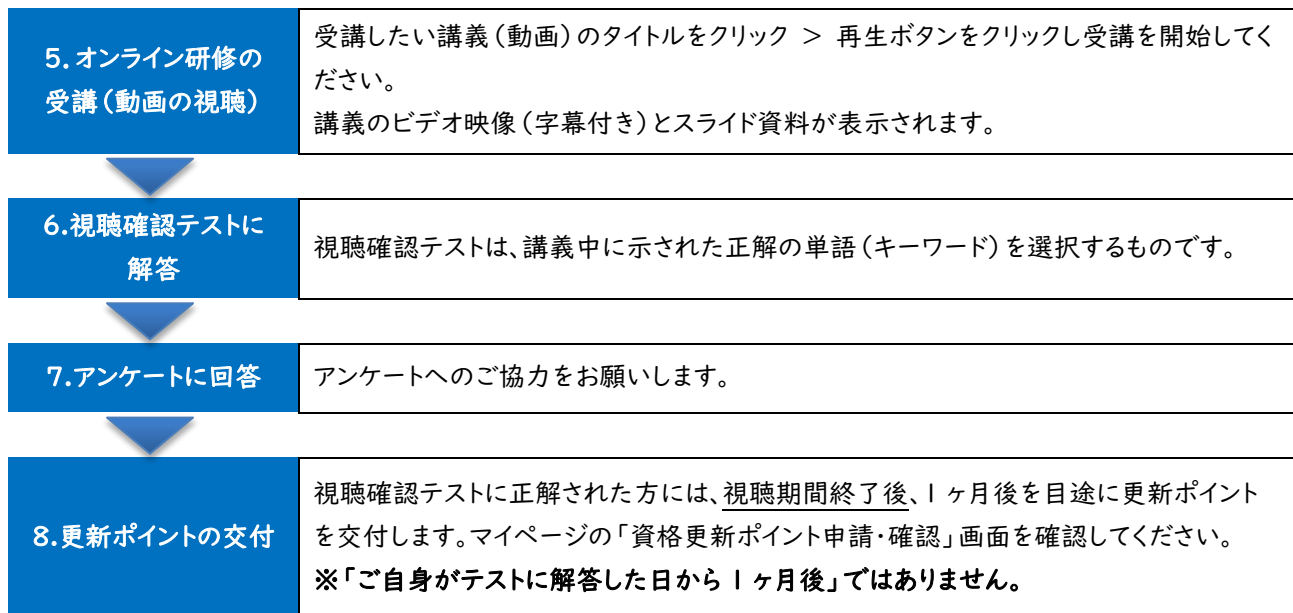 5.オンライン研修の
受講(動画の視聴)
受講したい講義(動画)のタイトルをクリック > 再生ボタンをクリックし受講を開始してく
ださい。
講義のビデオ映像(字幕付き)とスライド資料が表示されます。
6.視聴確認テストに
解答
視聴確認テストは、講義中に示された正解の単語(キーワード)を選択するものです。
7.アンケートに回答
アンケートへのご協力をお願いします。
8.更新ポイントの交付
視聴確認テストに正解された方には、視聴期間終了後、1ヶ月後を目途に更新ポイント
を交付します。マイページの「資格更新ポイント申請・確認」画面を確認してください。
※「ご自身がテストに解答した日から1ヶ月後」ではありません。